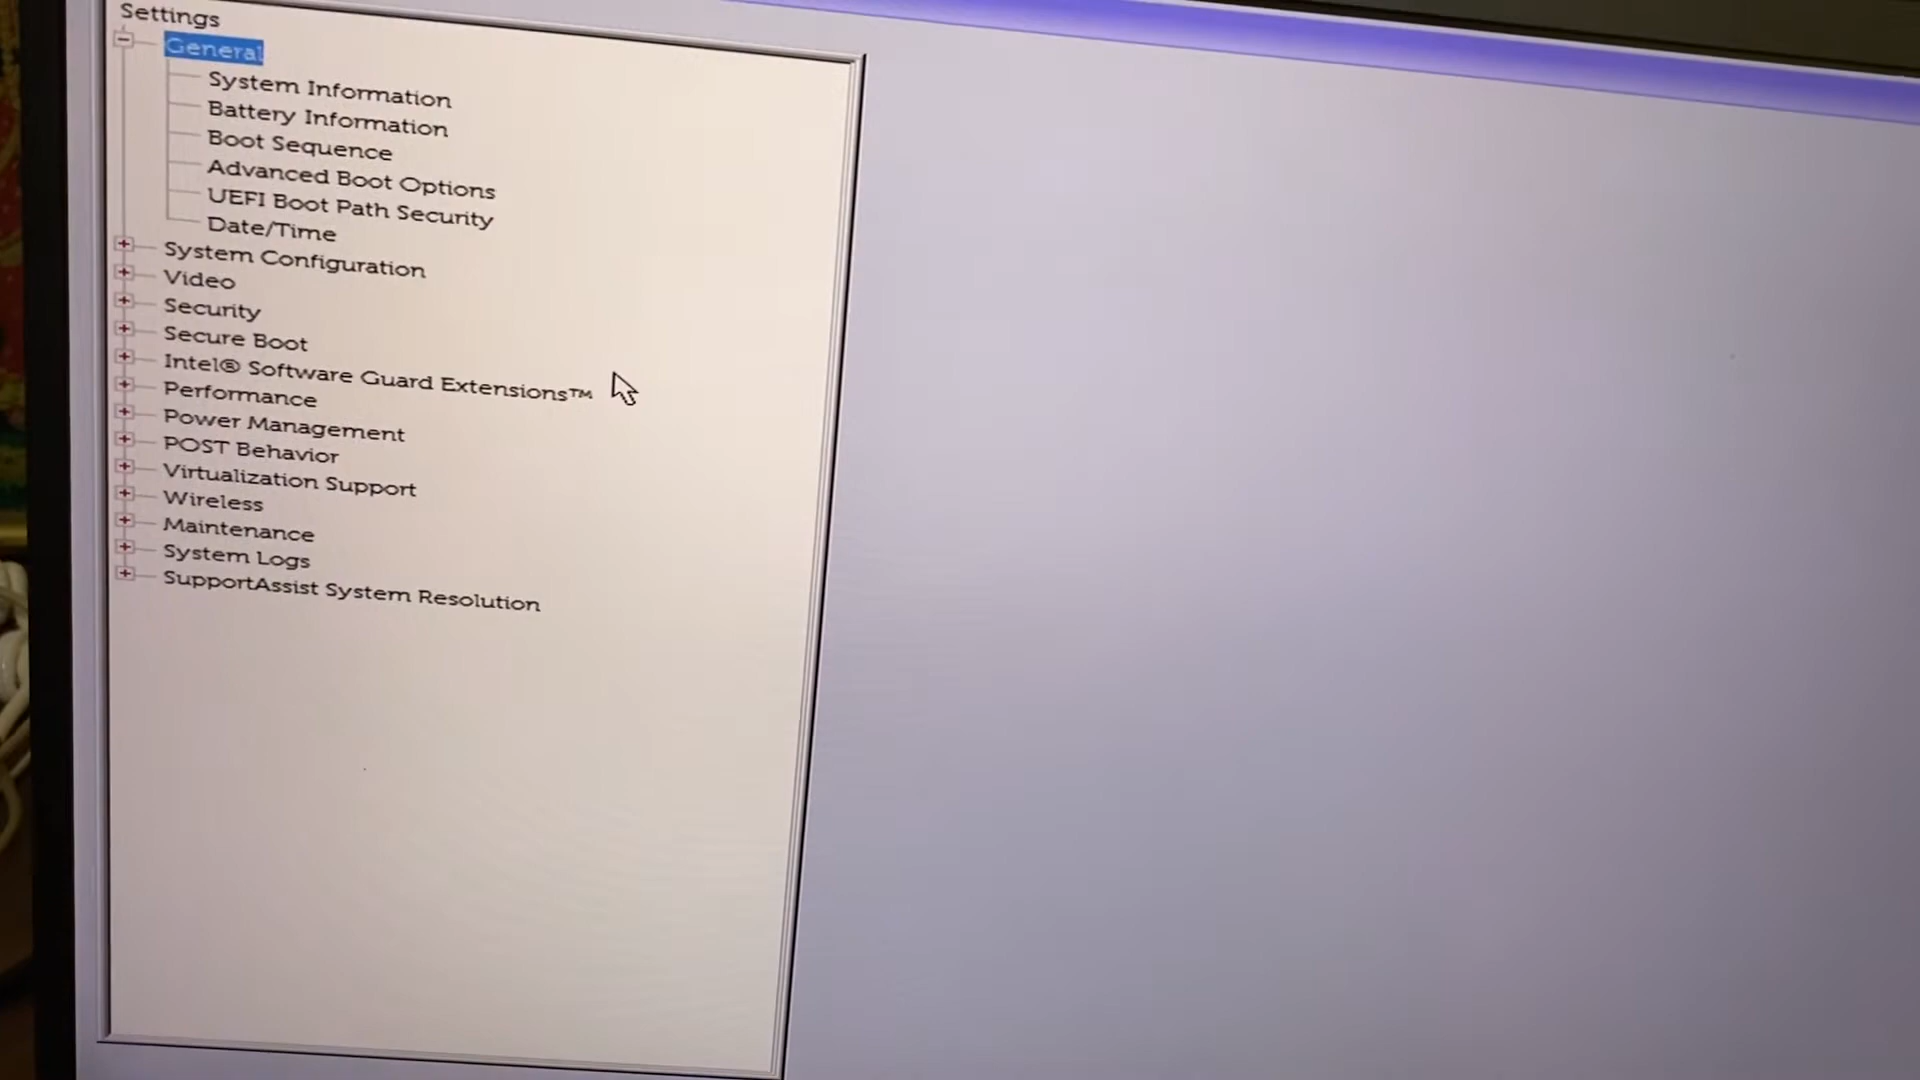 Settings
General
System Information
Battery Information
Boot Sequence
Advanced Boot Options
UEFI Boot Path Security
Date/Time
System Configuration
Video
Security
Secure Boot
Intel® Software Guard Extensions™
Performance
Power Management
POST Behavior
Virtualization Support
Wireless
Maintenance
System Logs
SupportAssist System Resolution